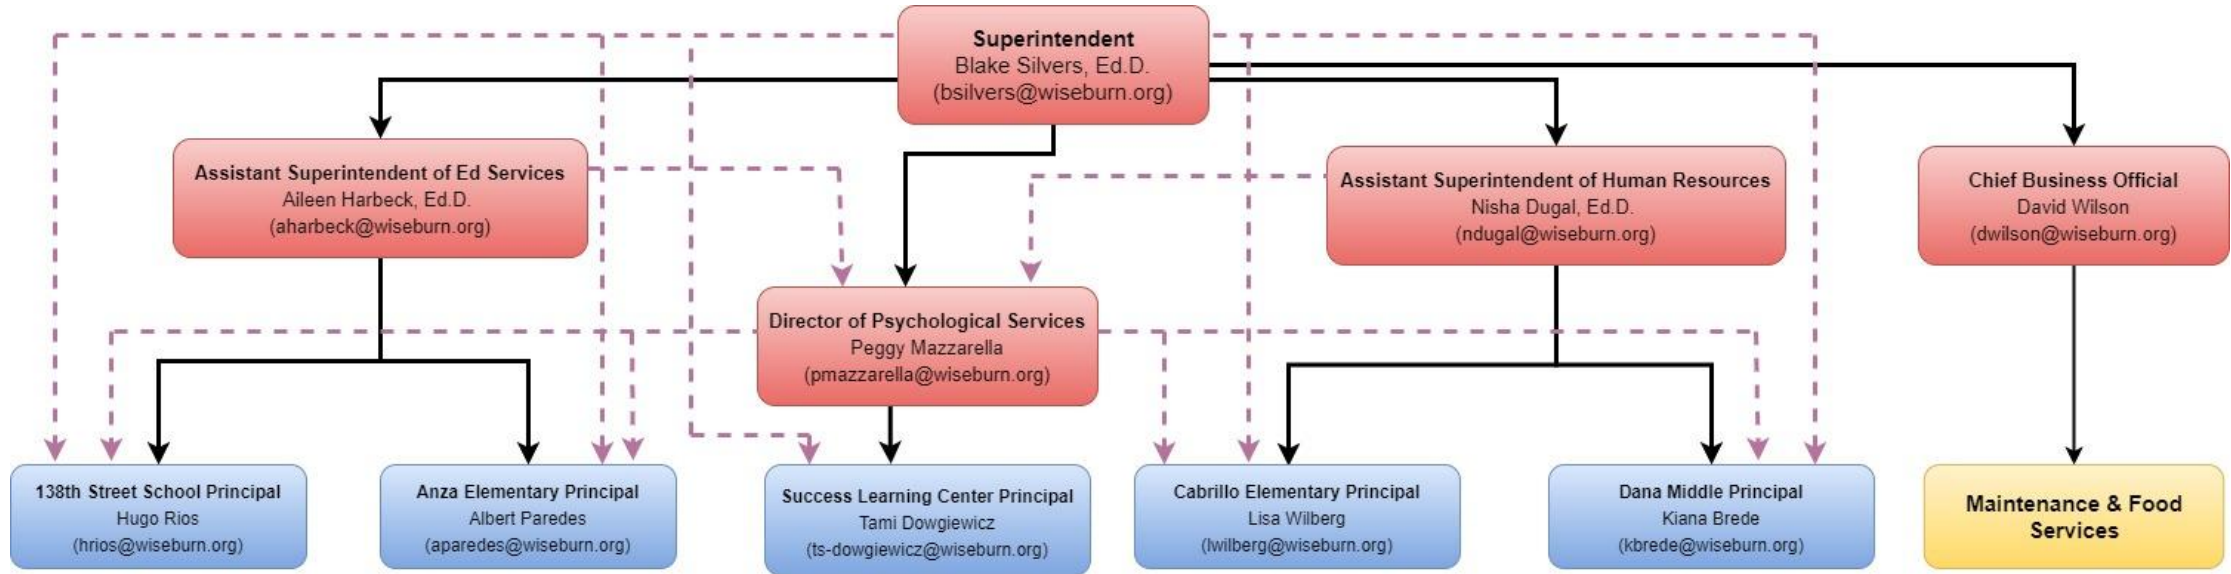 Superintendent
Blake Silvers, Ed.D.
(bsilvers@wiseburn.org)
Assistant Superintendent of Ed Services
Aileen Harbeck, Ed.D.
(aharbeck@wiseburn.org)
Assistant Superintendent of Human Resources
Nisha Dugal, Ed.D.
(ndugal@wiseburn.org)
Chief Business Official
David Wilson
(dwilson@wiseburn.org)
Director of Psychological Services
Peggy Mazzarella
(pmazzarella@wiseburn.org)
138th Street School Principal
Hugo Rios
(hrios@wiseburn.org)
Anza Elementary Principal
Albert Paredes
(aparedes@wiseburn.org)
Success Learning Center Principal
Tami Dowgiewicz
(ts-dowgiewicz@wiseburn.org)
Cabrillo Elementary Principal
Lisa Wilberg
(lwilberg@wiseburn.org)
Dana Middle Principal
Kiana Brede
(kbrede@wiseburn.org)
Maintenance & Food
Services